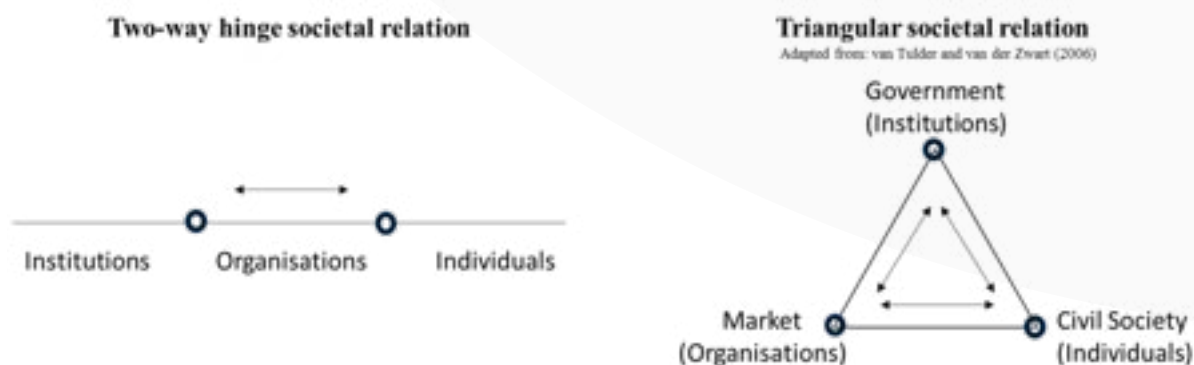 Two-way hinge societal relation
Institutions
Organisations
Individuals
Triangular societal relation
Adapted from: van Tulder and van der Zwart (2006)
Government
(Institutions)
Market
(Organisations)
Civil Society
(Individuals)